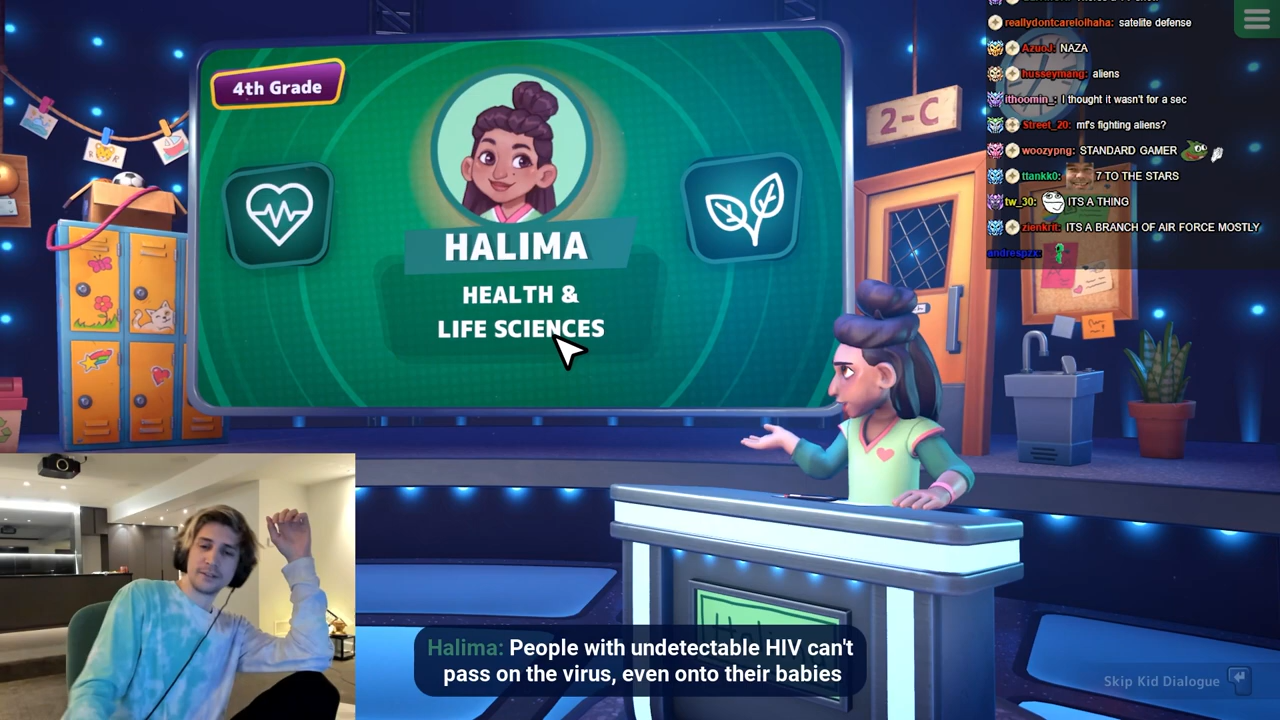 reallydontcarelolhaha: satelite defense
AzuoJ: NAZA
husseymang: aliens
ithoomin_: I thought it wasn't for a sec
Street_20: mf's fighting aliens?
woozypng: STANDARD GAMER
ttankk0: 7 TO THE STARS
tw_30: ITS A THING
zienkrit: ITS A BRANCH OF AIR FORCE MOSTLY
andrespzx:
4th Grade
2-C
HALIMA
HEALTH &
LIFE SCIENCES
Halima: People with undetectable HIV can't
pass on the virus, even onto their babies
Skip Kid Dialogue